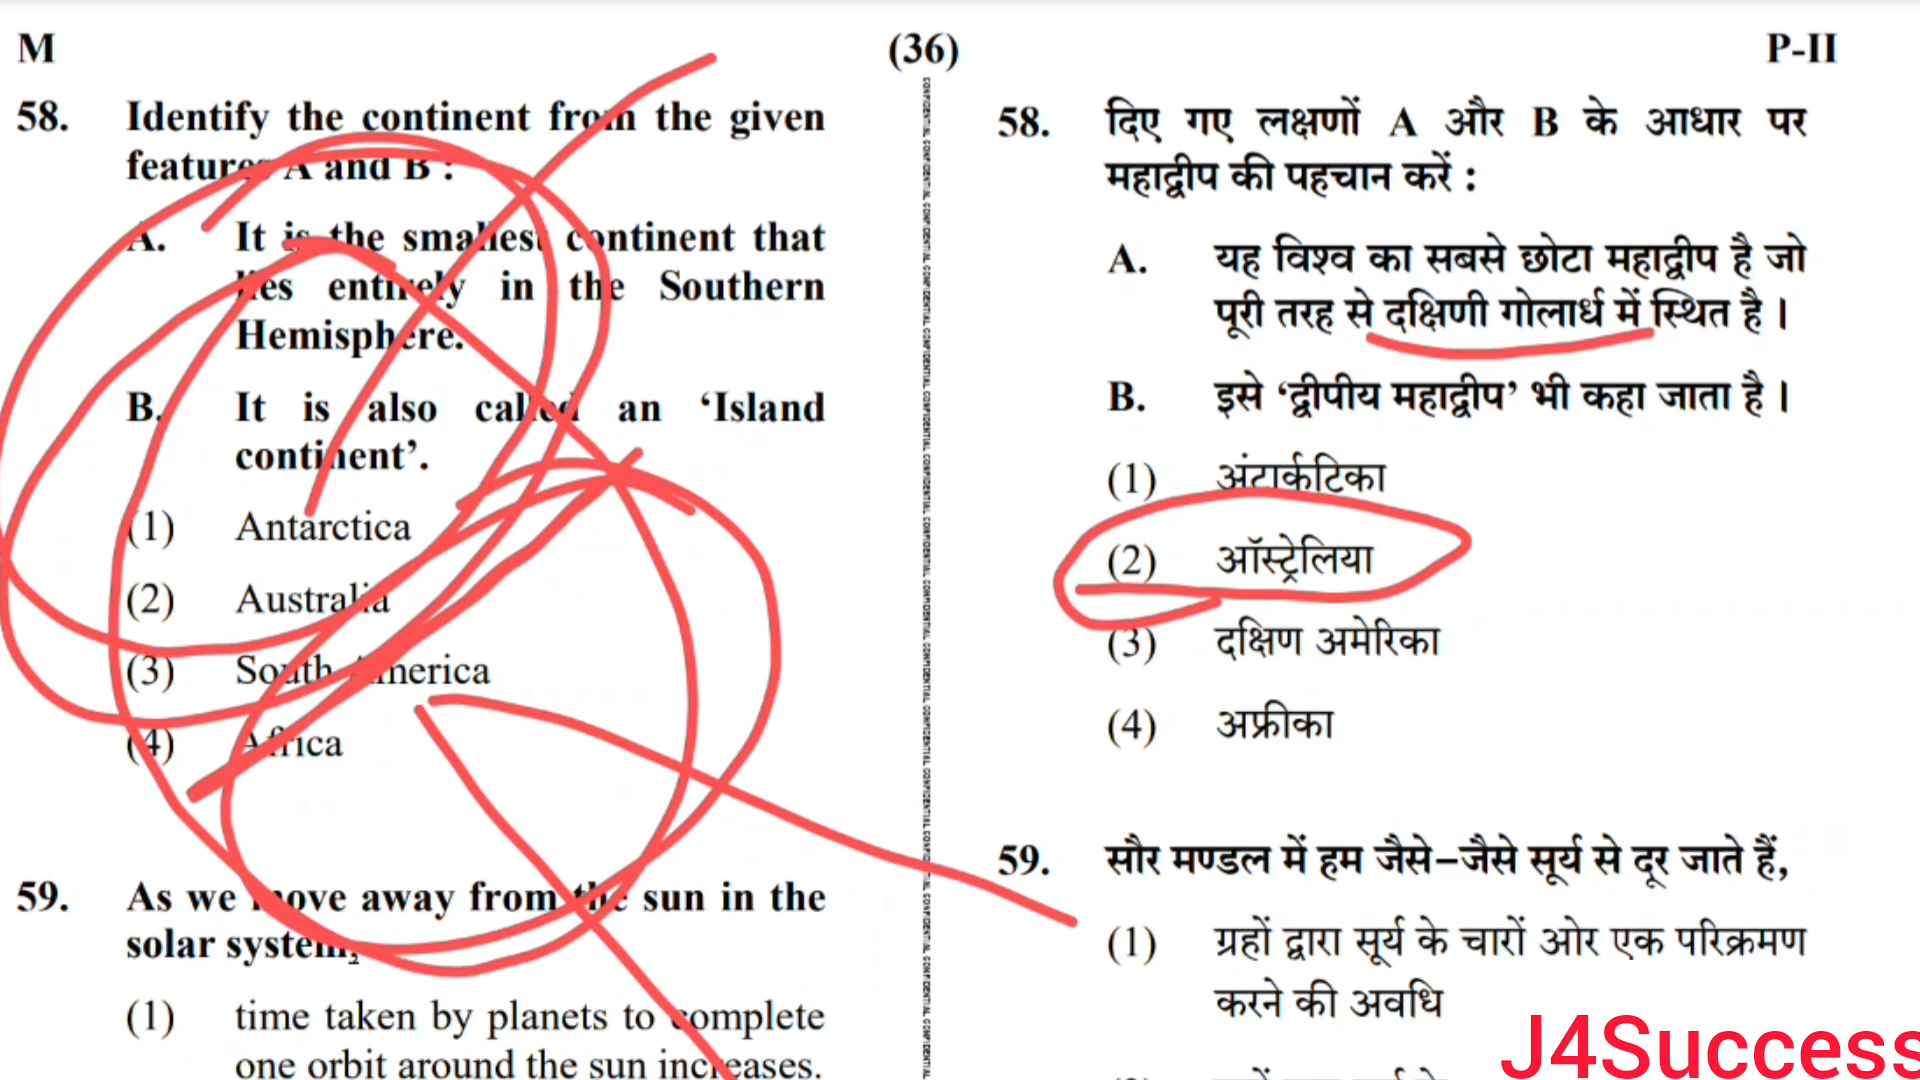 M
(36)
P-II
58. Identify the continent from the given
features A and B :
A. It is the smallest continent that
lies entirely in the Southern
Hemisphere.
B. It is also called an ‘Island
continent’.
(1) Antarctica
(2) Australia
(3) South America
(4) Africa
59. As we move away from the sun in the
solar system,
(1) time taken by planets to complete
one orbit around the sun increases.
58. दिए गए लक्षणों A और B के आधार पर
महाद्वीप की पहचान करें :
A. यह विश्व का सबसे छोटा महाद्वीप है जो
पूरी तरह से दक्षिणी गोलार्ध में स्थित है ।
B. इसे ‘द्वीपीय महाद्वीप’ भी कहा जाता है ।
(1) अंटार्कटिका
(2) ऑस्ट्रेलिया
(3) दक्षिण अमेरिका
(4) अफ्रीका
59. सौर मण्डल में हम जैसे-जैसे सूर्य से दूर जाते हैं,
(1) ग्रहों द्वारा सूर्य के चारों ओर एक परिक्रमण
करने की अवधि
J4Success